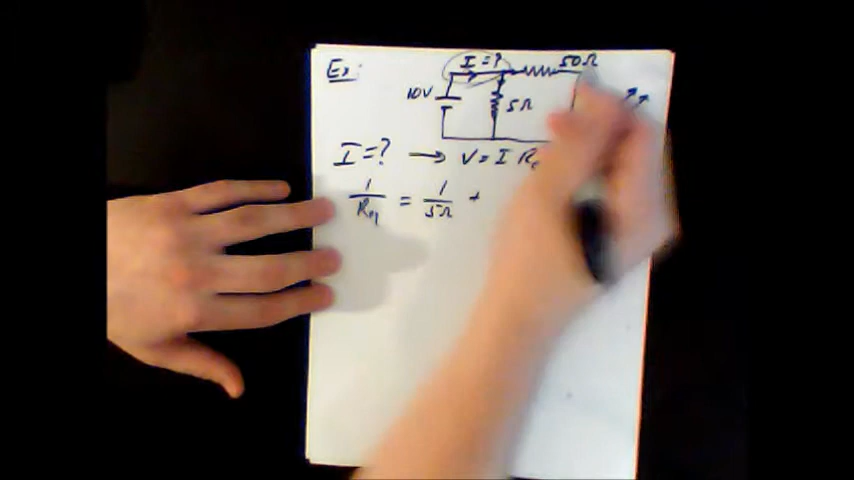 Ex:
I=?
50Ω
10V
5Ω
I=? → V = I R
1/Req = 1/5Ω +